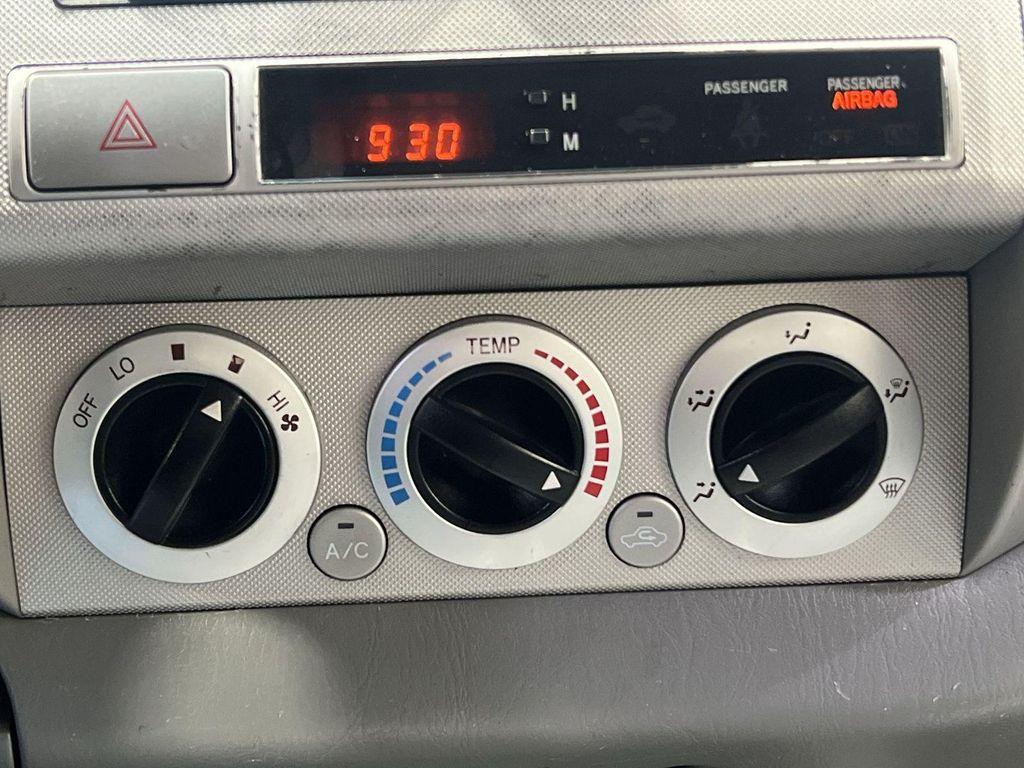 PASSENGER
PASSENGER
AIRBAG
H
M
930
OFF
LO
HI
TEMP
A/C